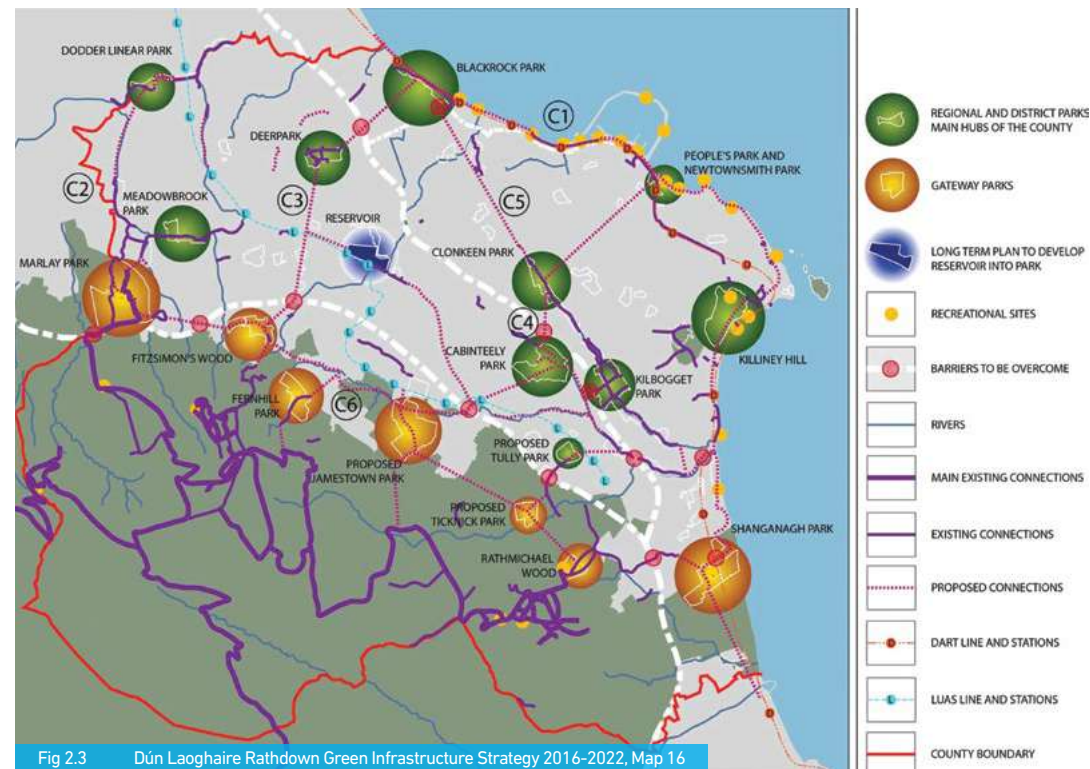 DODDER LINEAR PARK
BLACKROCK PARK
C1
DEERPARK
PEOPLE'S PARK AND
NEWTOWNSMITH PARK
C2
MEADOWBROOK
PARK
C3
RESERVOIR
C5
CLONKEEN PARK
MARLAY PARK
C4
FITZSIMON'S WOOD
CABINTEELY
PARK
KILLINEY HILL
KILBOGGET
PARK
FERNHILL
PARK
C6
PROPOSED
TULLY PARK
PROPOSED
JAMESTOWN PARK
PROPOSED
TICKNICK PARK
SHANGANAGH PARK
RATHMICHAEL
WOOD
REGIONAL AND DISTRICT PARKS
MAIN HUBS OF THE COUNTY
GATEWAY PARKS
LONG TERM PLAN TO DEVELOP
RESERVOIR INTO PARK
RECREATIONAL SITES
BARRIERS TO BE OVERCOME
RIVERS
MAIN EXISTING CONNECTIONS
EXISTING CONNECTIONS
PROPOSED CONNECTIONS
D
DART LINE AND STATIONS
L
LUAS LINE AND STATIONS
COUNTY BOUNDARY
Fig 2.3 Dún Laoghaire Rathdown Green Infrastructure Strategy 2016-2022, Map 16